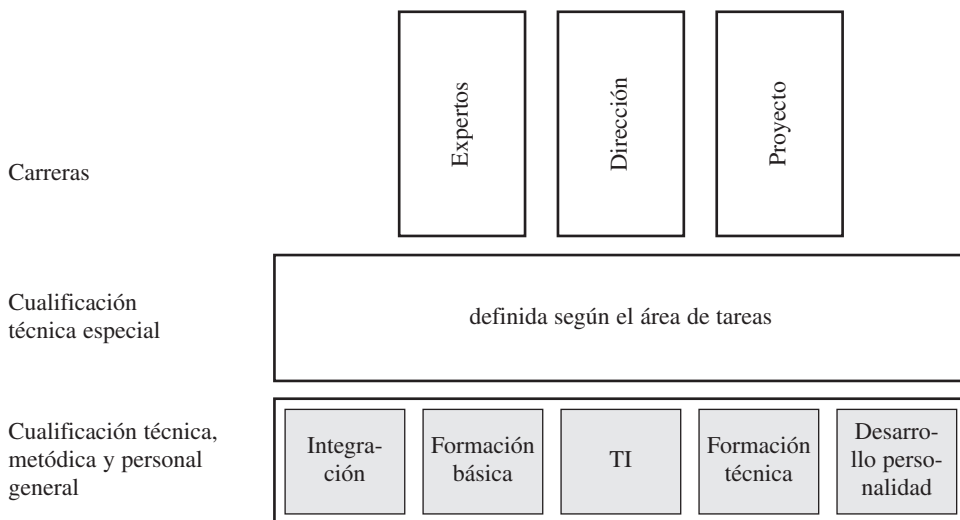 Carreras
Expertos
Dirección
Proyecto
Cualificación
técnica especial
definida según el área de tareas
Cualificación técnica,
metódica y personal
general
Integra-
ción
Formación
básica
TI
Formación
técnica
Desarro-
llo perso-
nalidad